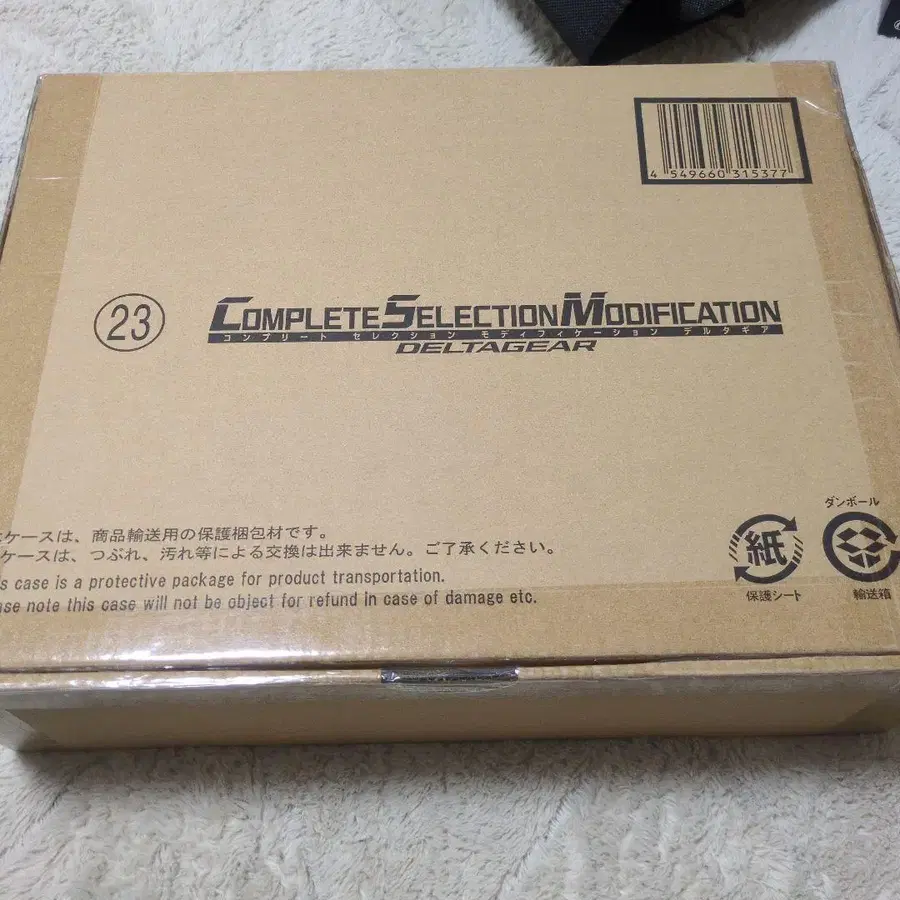 4 549660 315377
23
COMPLETE SELECTION MODIFICATION
コンプリート セレクション モディフィケーション デルタギア
DELTAGEAR
ケースは、商品輸送用の保護梱包材です。
ケースは、つぶれ、汚れ等による交換は出来ません。ご了承ください。
case is a protective package for product transportation.
note this case will not be object for refund in case of damage etc.
紙
保護シート
ダンボール
輸送箱